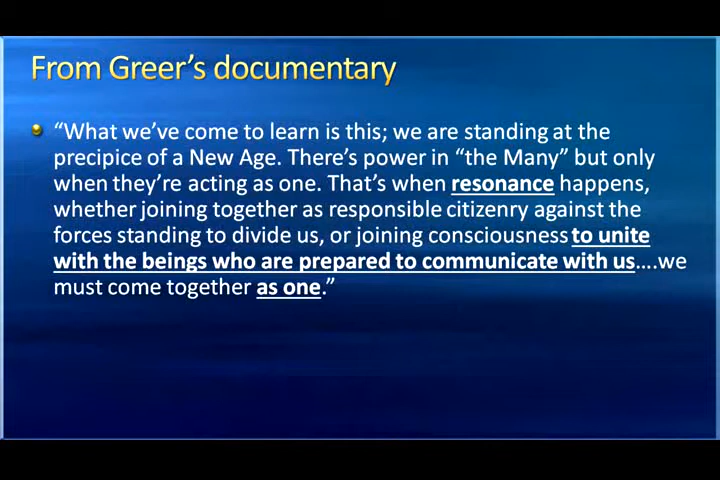 From Greer’s documentary
“What we’ve come to learn is this; we are standing at the
precipice of a New Age. There’s power in “the Many” but only
when they’re acting as one. That’s when resonance happens,
whether joining together as responsible citizenry against the
forces standing to divide us, or joining consciousness to unite
with the beings who are prepared to communicate with us….we
must come together as one.”